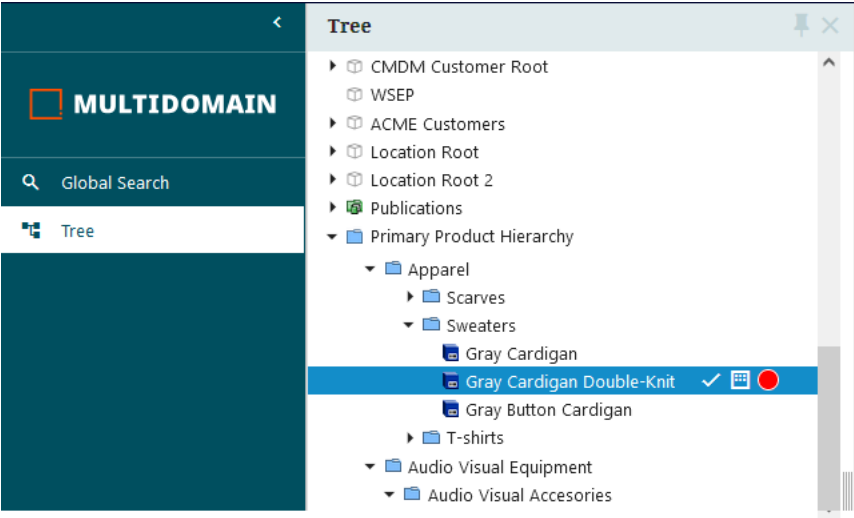 Tree
MULTIDOMAIN
Global Search
Tree
CMDM Customer Root
WSEP
ACME Customers
Location Root
Location Root 2
Publications
Primary Product Hierarchy
Apparel
Scarves
Sweaters
Gray Cardigan
Gray Cardigan Double-Knit
Gray Button Cardigan
T-shirts
Audio Visual Equipment
Audio Visual Accesories